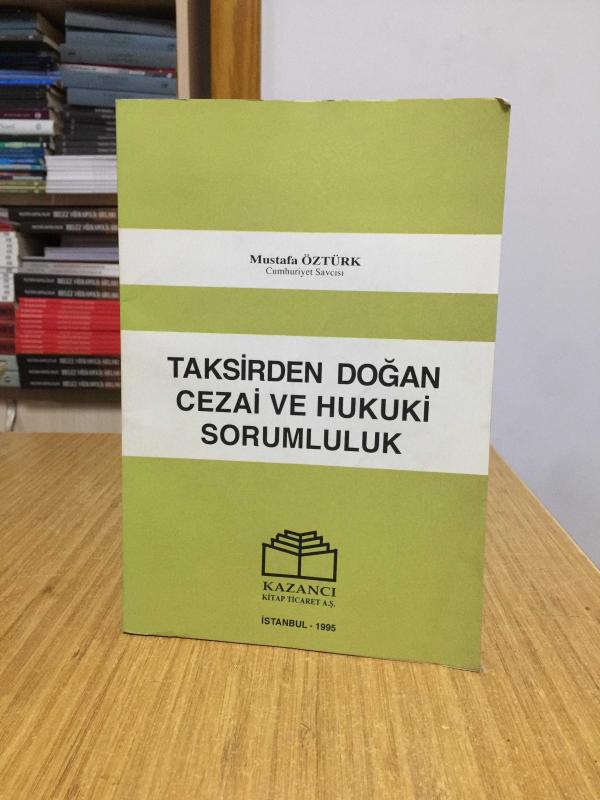 Mustafa ÖZTÜRK
Cumhuriyet Savcısı
TAKSİRDEN DOĞAN
CEZAİ VE HUKUKİ
SORUMLULUK
KAZANCI
KİTAP TİCARET A.Ş.
İSTANBUL - 1995